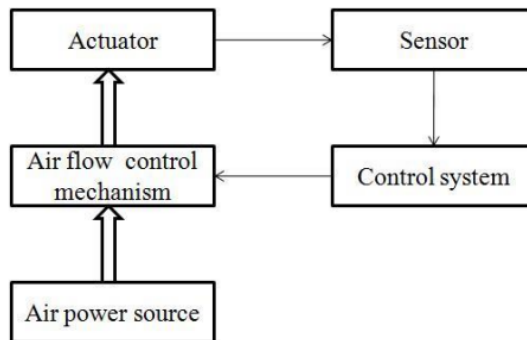 Actuator
Sensor
Air flow control
mechanism
Control system
Air power source